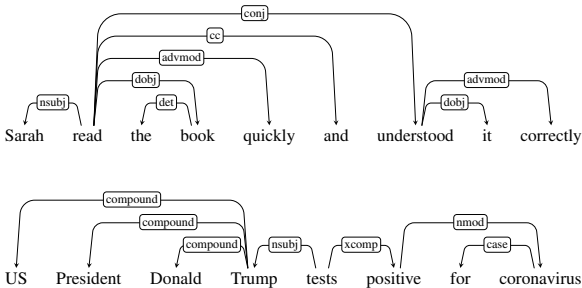 conj
cc
advmod
dobj advmod
nsubj det dobj
Sarah read the book quickly and understood it correctly
compound
compound nmod
compound nsubj xcomp case
US President Donald Trump tests positive for coronavirus